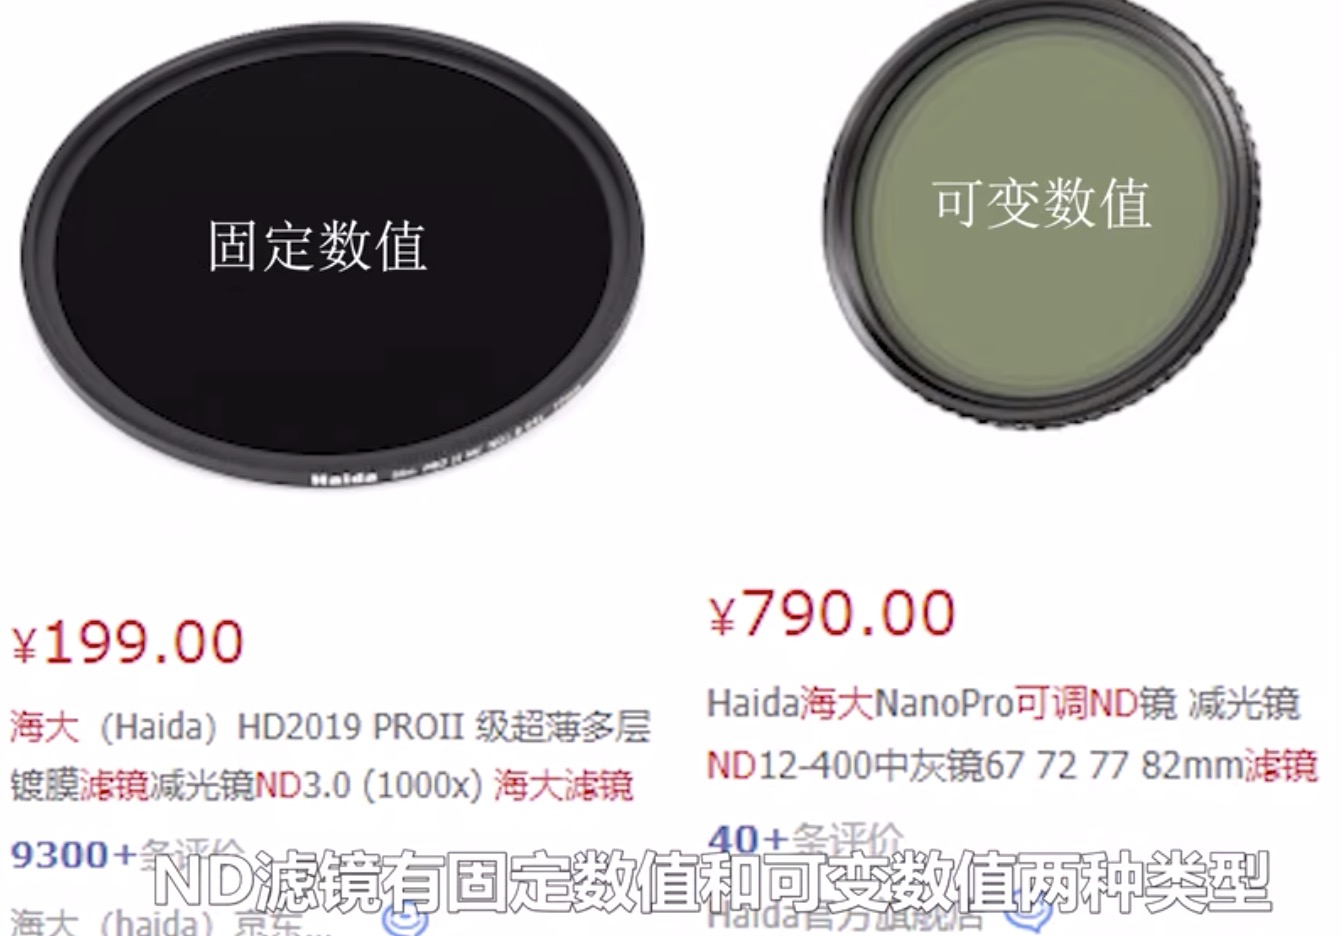 固定数值
可变数值
Haida
¥199.00
海大（Haida）HD2019 PROII 级超薄多层
镀膜滤镜减光镜ND3.0 (1000x) 海大滤镜
9300+条评价
海大（haida）京东...
¥790.00
Haida海大NanoPro可调ND镜 减光镜
ND12-400中灰镜67 72 77 82mm滤镜
40+条评价
Haida官方旗舰店
ND滤镜有固定数值和可变数值两种类型